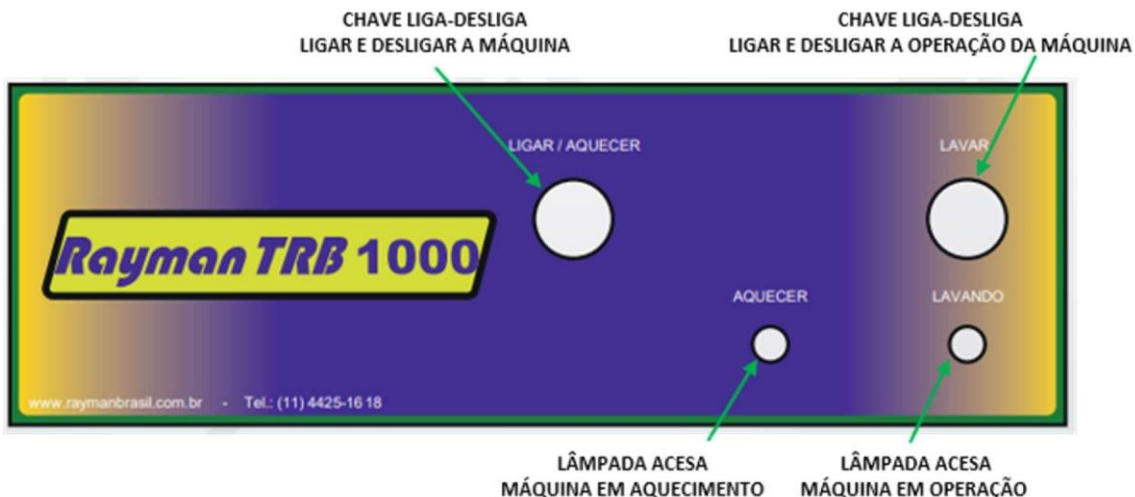 CHAVE LIGA-DESLIGA
LIGAR E DESLIGAR A MÁQUINA
CHAVE LIGA-DESLIGA
LIGAR E DESLIGAR A OPERAÇÃO DA MÁQUINA
LIGAR / AQUECER
LAVAR
Rayman TRB 1000
AQUECER
LAVANDO
www.raymanbrasil.com.br - Tel.: (11) 4425-1618
LÂMPADA ACESA
MÁQUINA EM AQUECIMENTO
LÂMPADA ACESA
MÁQUINA EM OPERAÇÃO